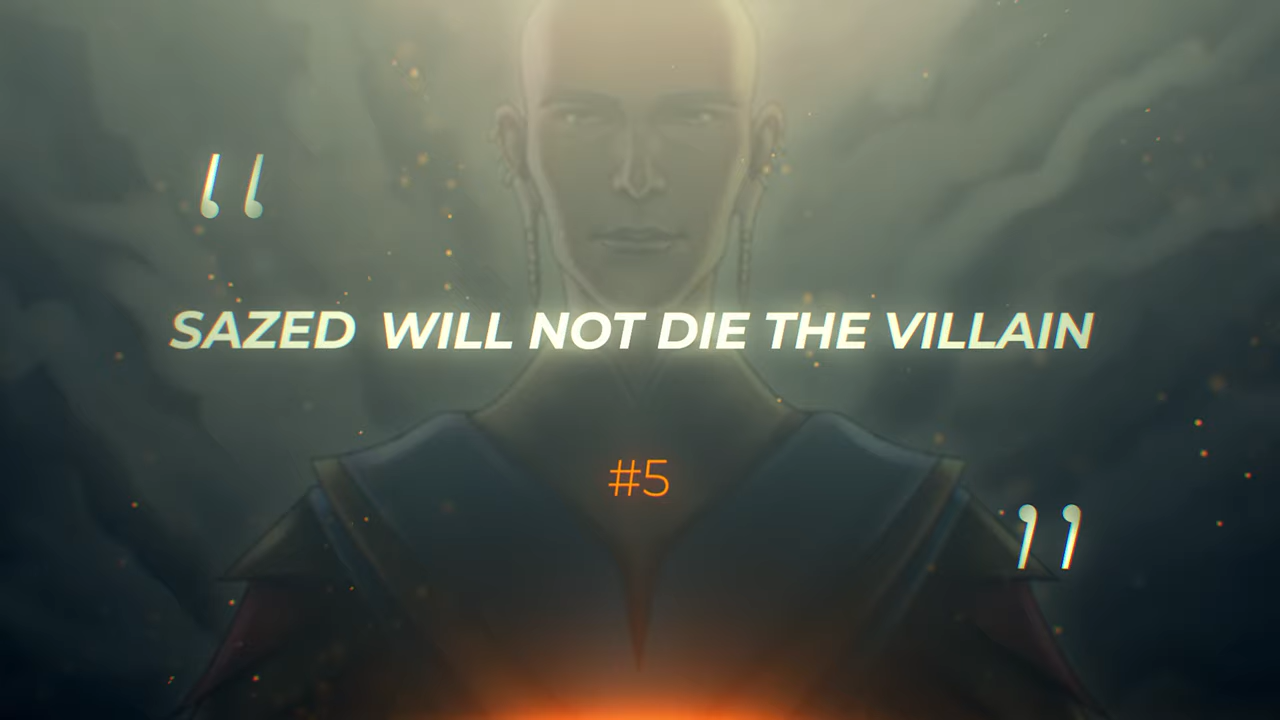 “
SAZED WILL NOT DIE THE VILLAIN
#5
”